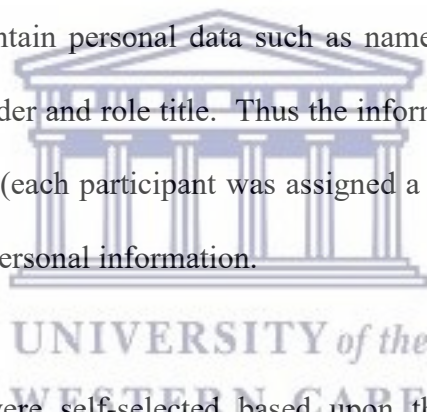 ntain personal data such as name
der and role title. Thus the inform
(each participant was assigned a
ersonal information.
UNIVERSITY of the
were self-selected based upon th
WESTERN CAPE